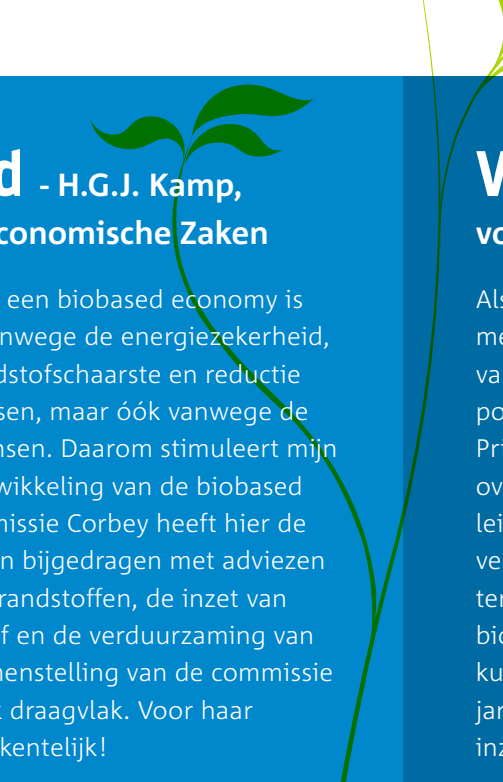 d - H.G.J. Kamp,
conomische Zaken
een biobased economy is
nwege de energiezekerheid,
dstofschaarste en reductie
sen, maar óók vanwege de
nsen. Daarom stimuleert mijn
wikkeling van de biobased
missie Corbey heeft hier de
n bijgedragen met adviezen
randstoffen, de inzet van
f en de verduurzaming van
menstelling van de commissie
k draagvlak. Voor haar
kentelijk!
V
vo
Als
me
va
po
Pri
ov
lei
ve
ter
bio
ku
jar
inz